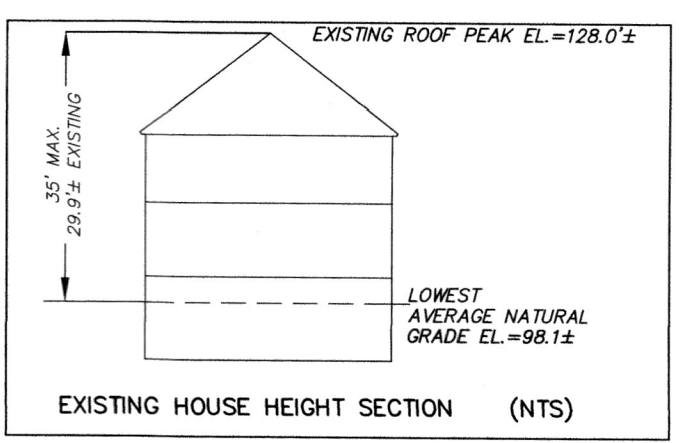 EXISTING ROOF PEAK EL.=128.0'±
35' MAX.
29.9'± EXISTING
LOWEST
AVERAGE NATURAL
GRADE EL.=98.1±
EXISTING HOUSE HEIGHT SECTION (NTS)